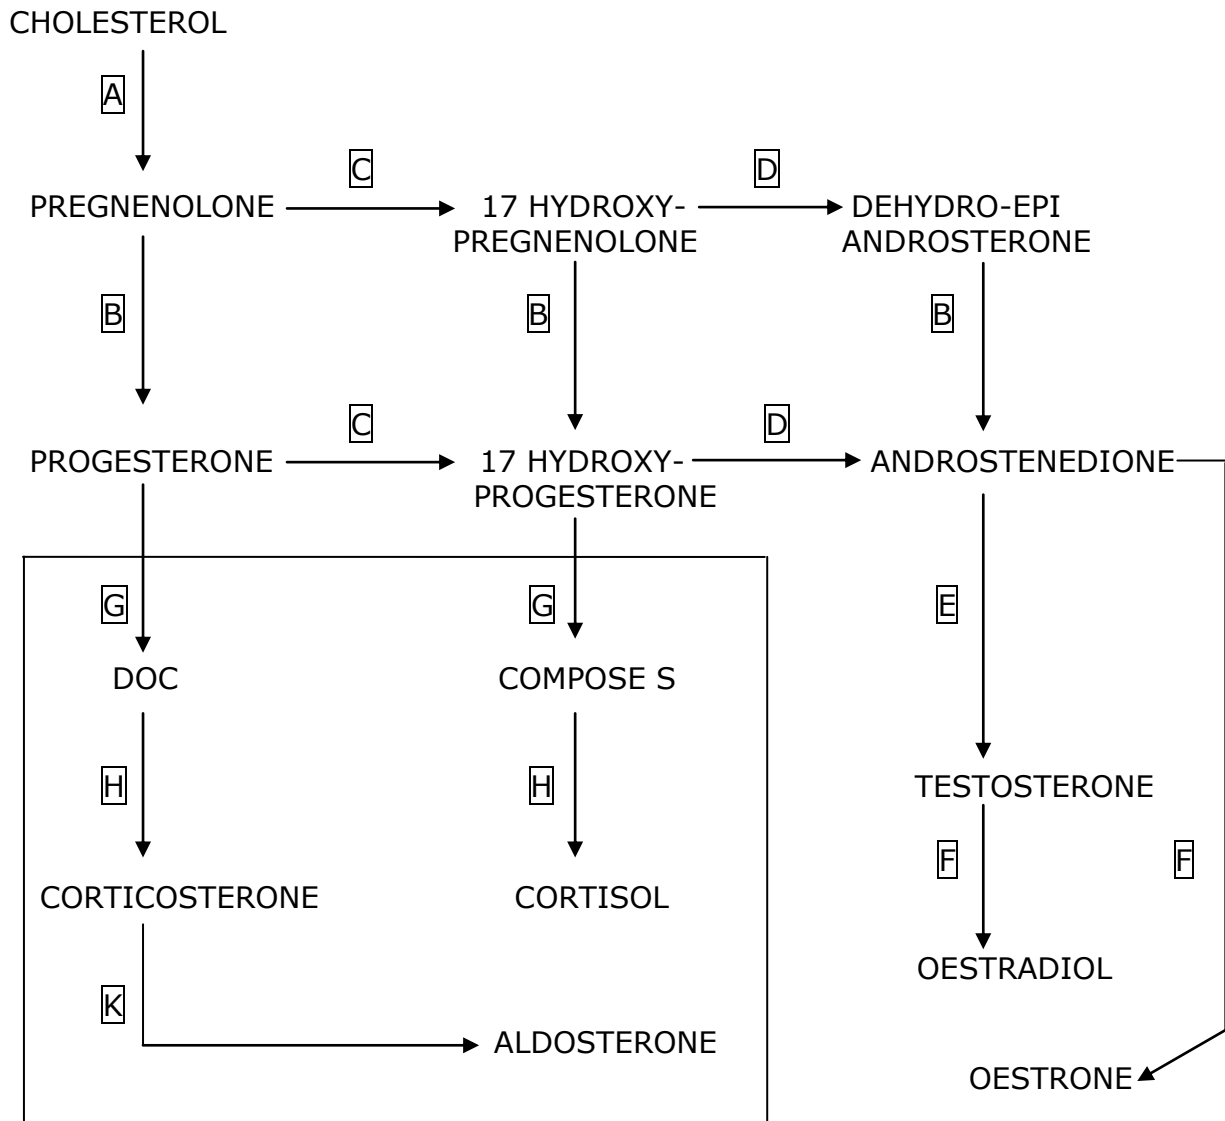 CHOLESTEROL
A
C
D
PREGNENOLONE
17 HYDROXY-
PREGNENOLONE
DEHYDRO-EPI
ANDROSTERONE
B
B
B
C
D
PROGESTERONE
17 HYDROXY-
PROGESTERONE
ANDROSTENEDIONE
G
G
E
DOC
COMPOSE S
H
H
TESTOSTERONE
F
F
CORTICOSTERONE
CORTISOL
OESTRADIOL
K
ALDOSTERONE
OESTRONE